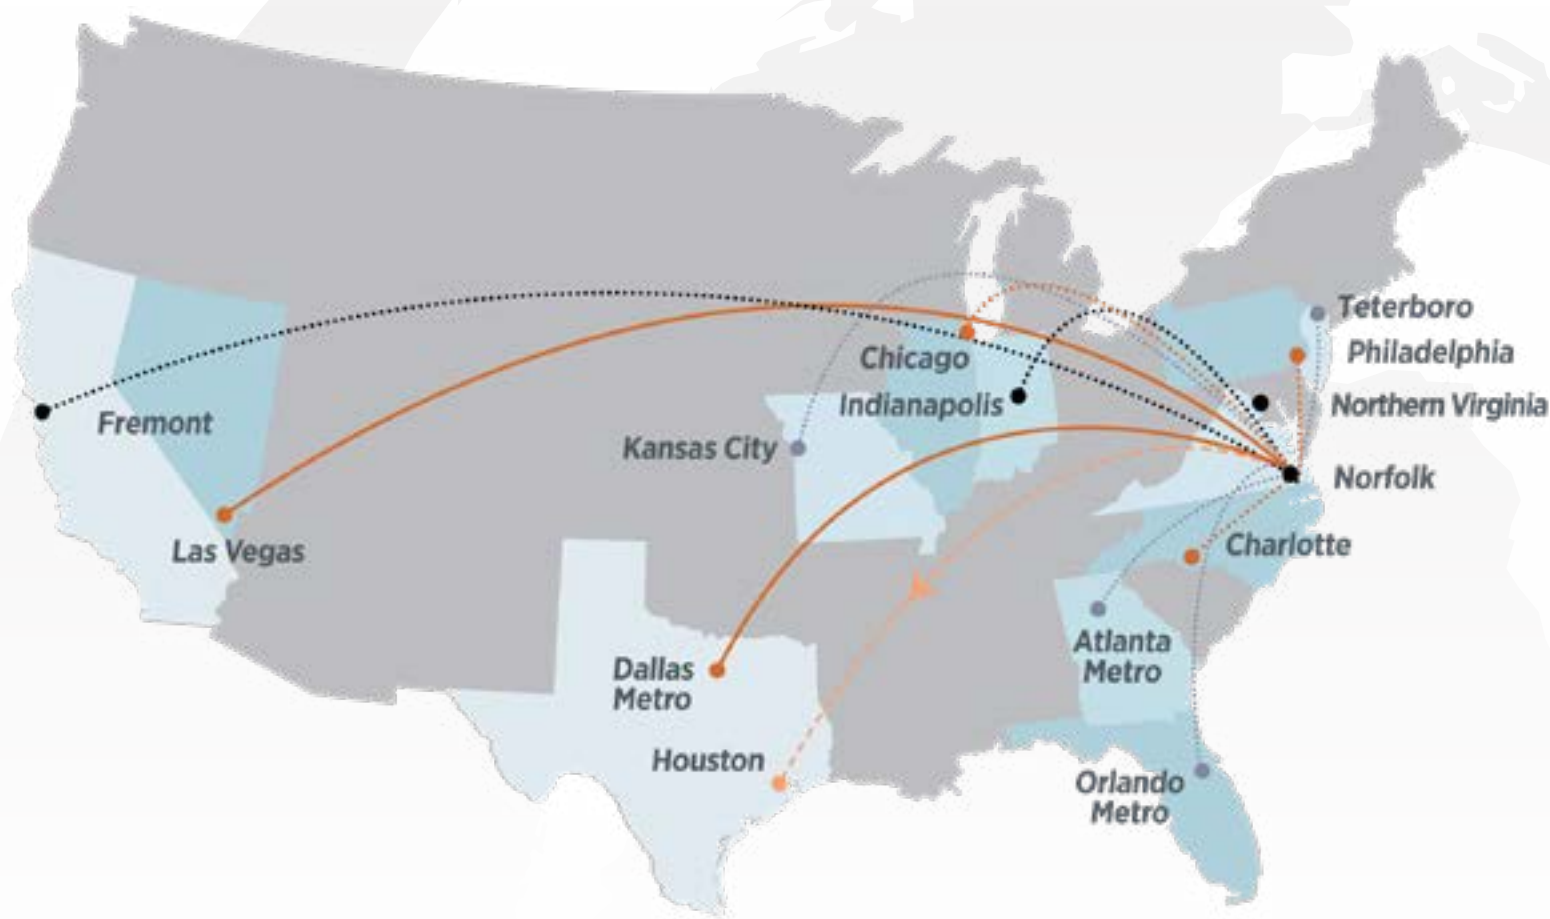 Teterboro
Philadelphia
Chicago
Indianapolis
Northern Virginia
Fremont
Kansas City
Norfolk
Las Vegas
Charlotte
Atlanta
Metro
Dallas
Metro
Houston
Orlando
Metro